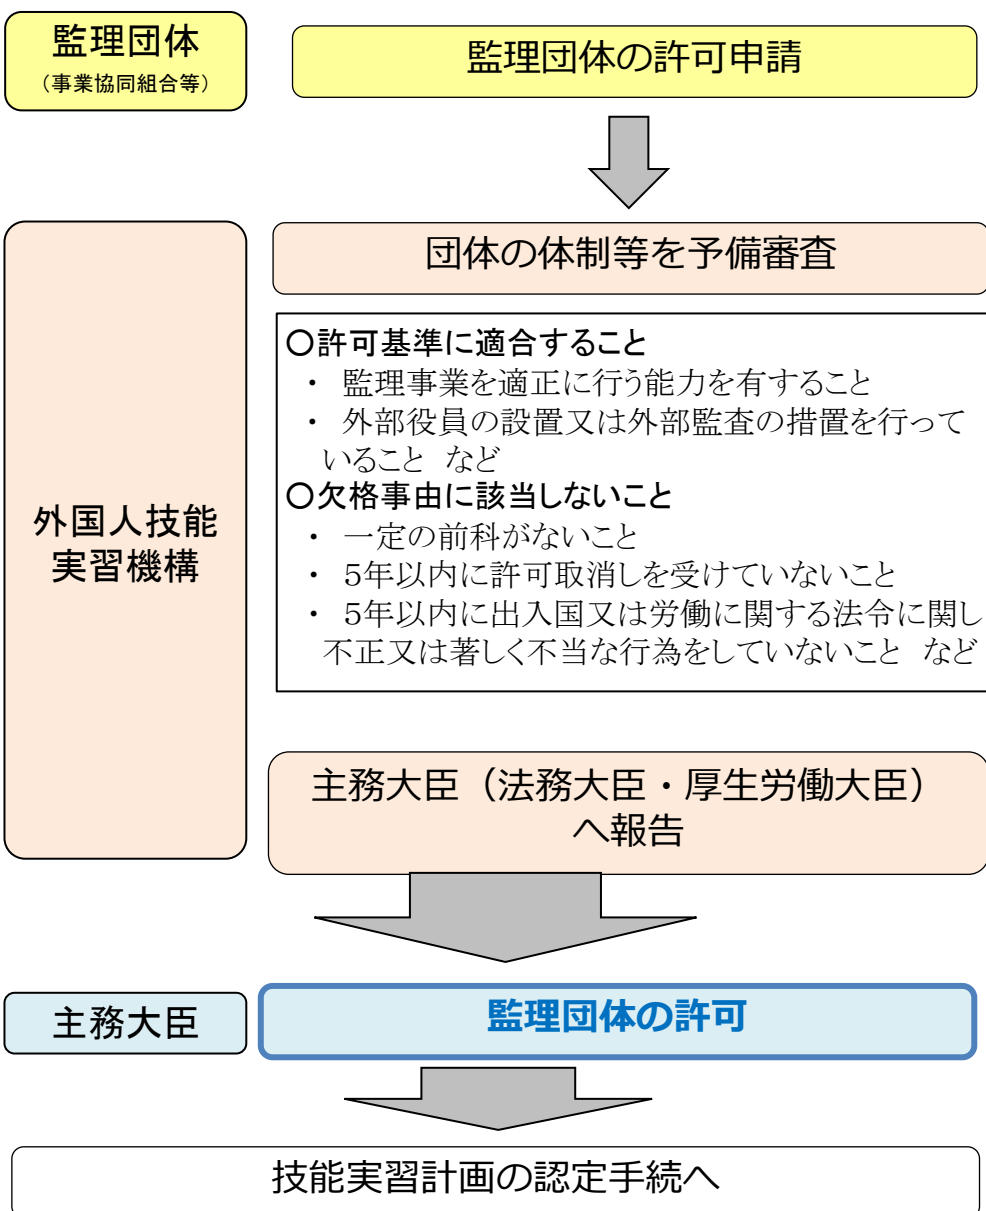 監理団体
（事業協同組合等）
監理団体の許可申請
外国人技能
実習機構
団体の体制等を予備審査
○許可基準に適合すること
・ 監理事業を適正に行う能力を有すること
・ 外部役員の設置又は外部監査の措置を行って
いること など
○欠格事由に該当しないこと
・ 一定の前科がないこと
・ 5年以内に許可取消しを受けていないこと
・ 5年以内に出入国又は労働に関する法令に関し
不正又は著しく不当な行為をしていないこと など
主務大臣（法務大臣・厚生労働大臣）
へ報告
主務大臣
監理団体の許可
技能実習計画の認定手続へ